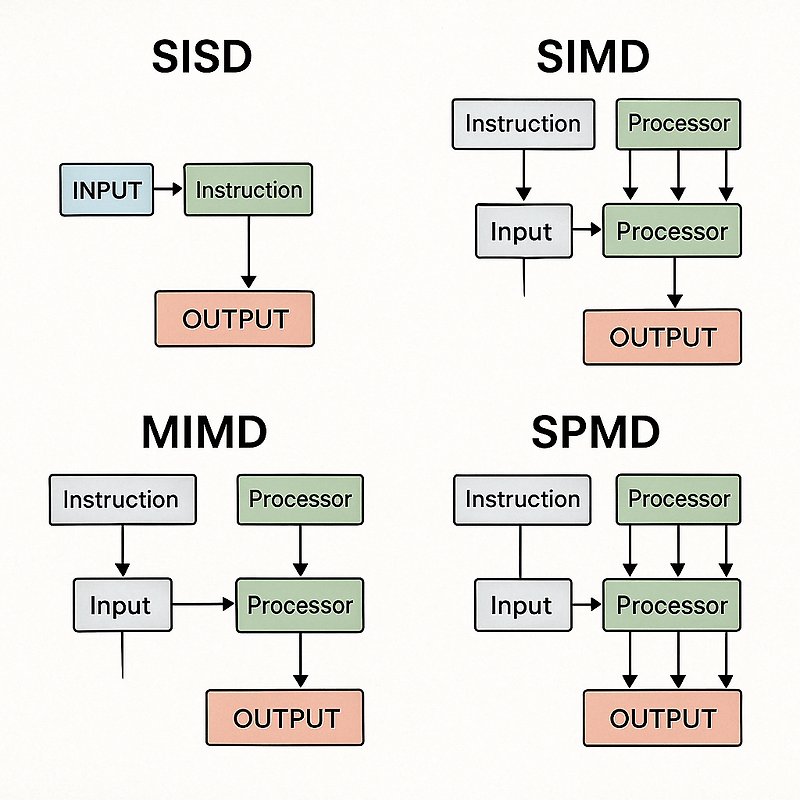 SISD
INPUT
Instruction
OUTPUT
SIMD
Instruction
Processor
Input
Processor
OUTPUT
MIMD
Instruction
Processor
Input
Processor
OUTPUT
SPMD
Instruction
Processor
Input
Processor
OUTPUT